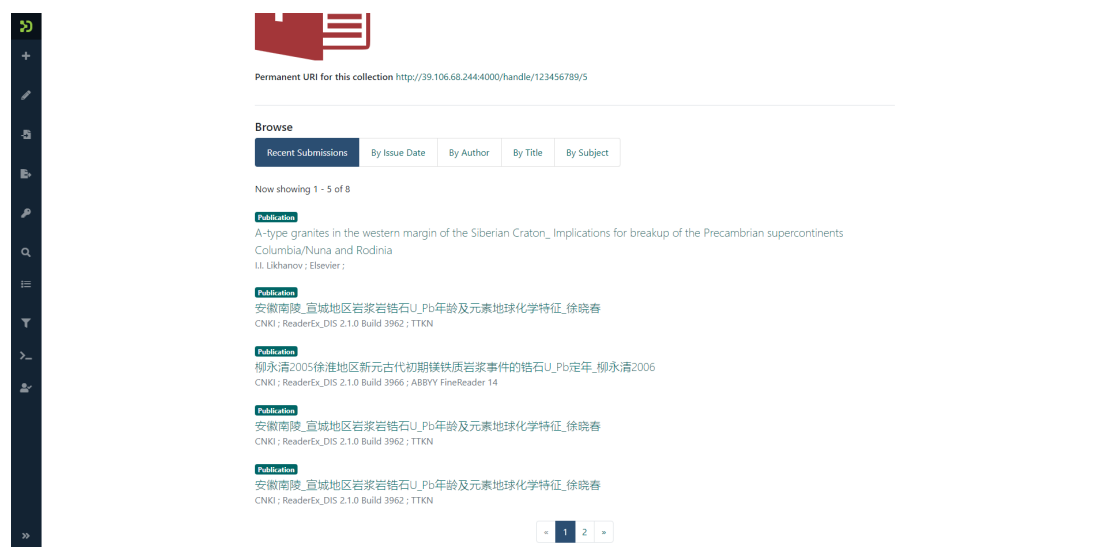 Permanent URI for this collection http://39.106.68.244:4000/handle/123456789/5
Browse
Recent Submissions By Issue Date By Author By Title By Subject
Now showing 1 - 5 of 8
Publication
A-type granites in the western margin of the Siberian Craton_ Implications for breakup of the Precambrian supercontinents
Columbia/Nuna and Rodinia
I.I. Likhanov ; Elsevier ;
Publication
安徽南陵_宣城地区岩浆岩锆石U_Pb年龄及元素地球化学特征_徐晓春
CNKI ; ReaderEx_DIS 2.1.0 Build 3962 ; TTKN
Publication
柳永清2005徐淮地区新元古代初期镁铁质岩浆事件的锆石U_Pb定年_柳永清2006
CNKI ; ReaderEx_DIS 2.1.0 Build 3966 ; ABBYY FineReader 14
Publication
安徽南陵_宣城地区岩浆岩锆石U_Pb年龄及元素地球化学特征_徐晓春
CNKI ; ReaderEx_DIS 2.1.0 Build 3962 ; TTKN
Publication
安徽南陵_宣城地区岩浆岩锆石U_Pb年龄及元素地球化学特征_徐晓春
CNKI ; ReaderEx_DIS 2.1.0 Build 3962 ; TTKN
« 1 2 »